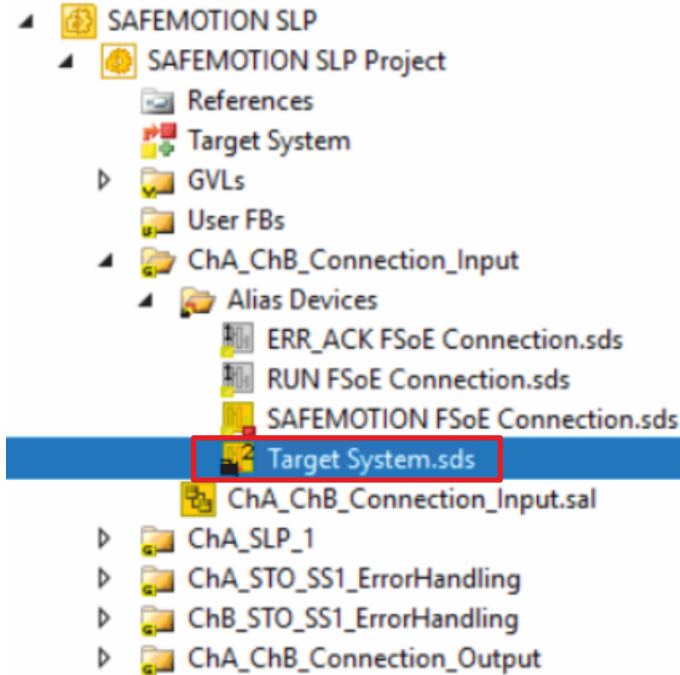 SAFEMOTION SLP
SAFEMOTION SLP Project
References
Target System
GVLs
User FBs
ChA_ChB_Connection_Input
Alias Devices
ERR_ACK FSoE Connection.sds
RUN FSoE Connection.sds
SAFEMOTION FSoE Connection.sds
Target System.sds
ChA_ChB_Connection_Input.sal
ChA_SLP_1
ChA_STO_SS1_ErrorHandling
ChB_STO_SS1_ErrorHandling
ChA_ChB_Connection_Output